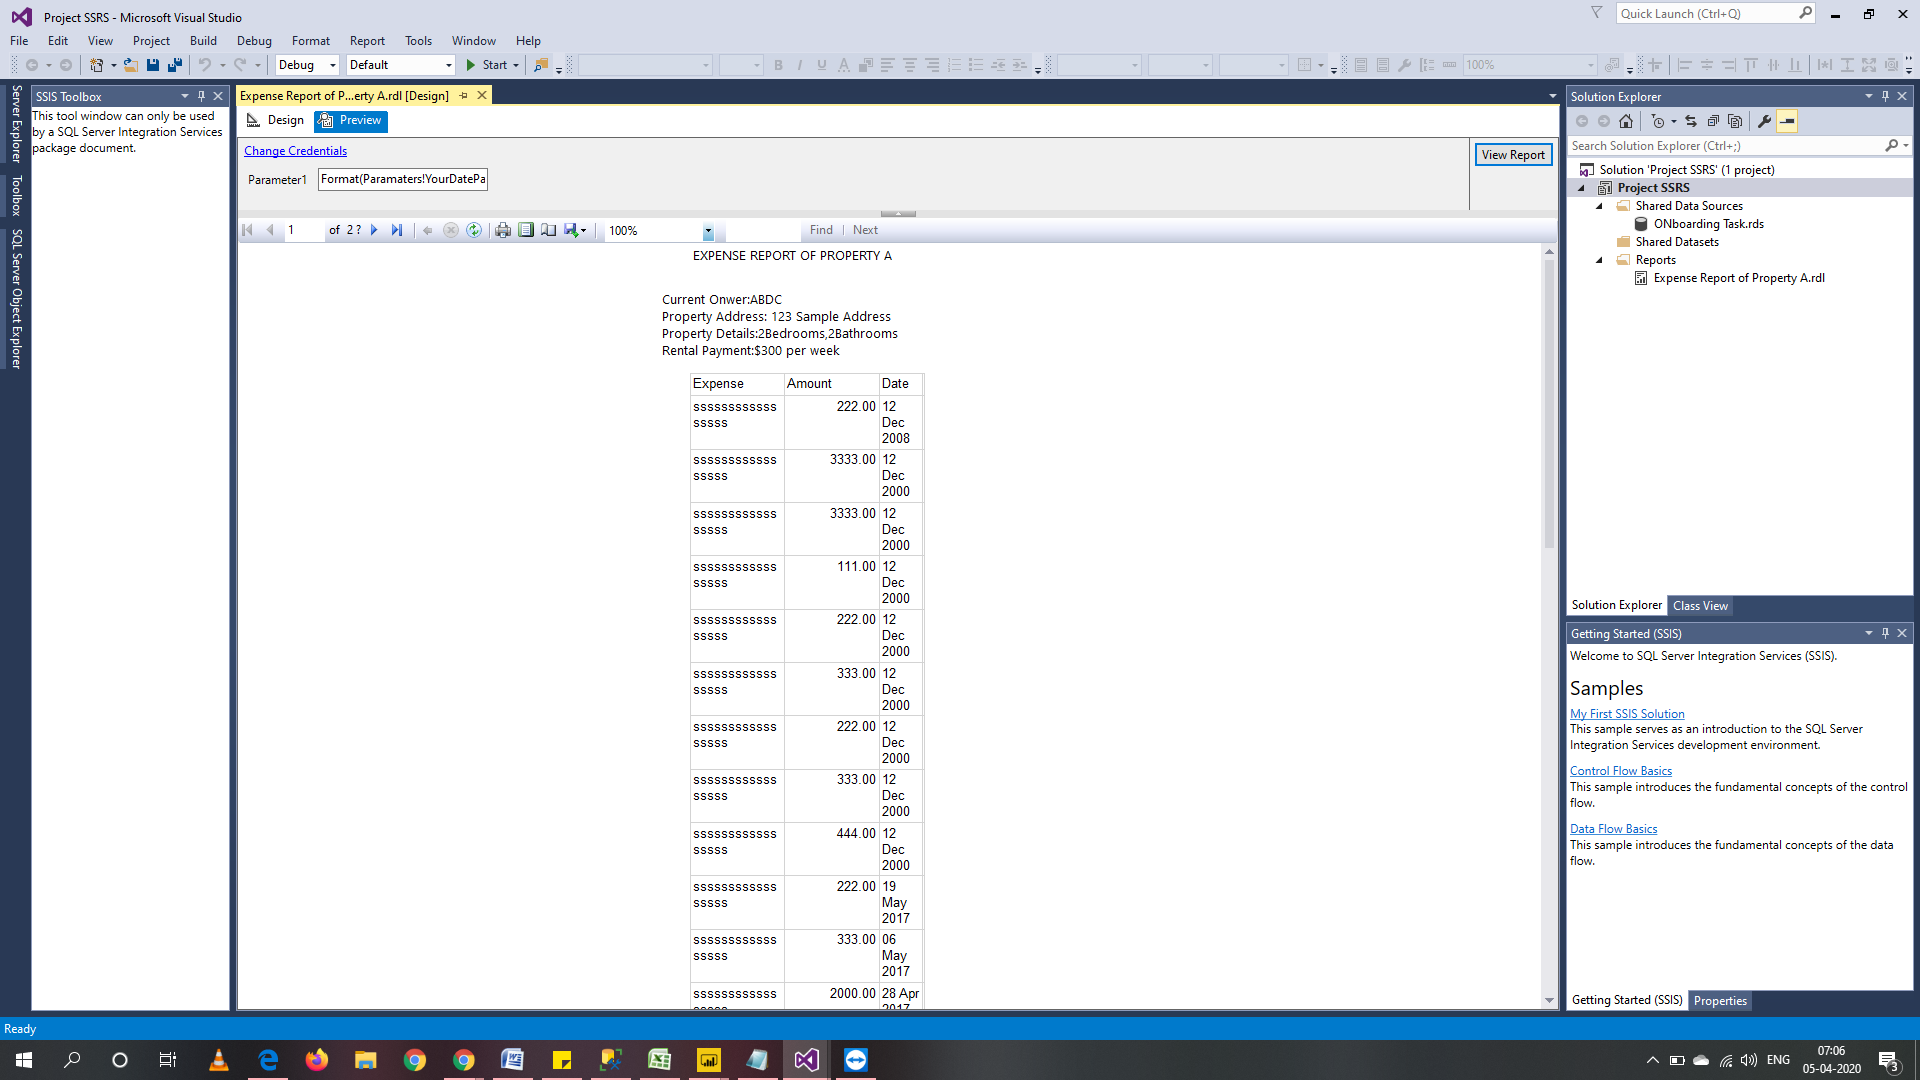 Project SSRS - Microsoft Visual Studio
Quick Launch (Ctrl+Q)
File Edit View Project Build Debug Format Report Tools Window Help
Debug Default Start 100%
Server Explorer
Toolbox
SQL Server Object Explorer
SSIS Toolbox
This tool window can only be used
by a SQL Server Integration Services
package document.
Expense Report of P...erty A.rdl [Design]
Design Preview
Change Credentials
Parameter1 Format(Paramaters!YourDatePa
View Report
1 of 2 ? 100% Find | Next
EXPENSE REPORT OF PROPERTY A
Current Onwer:ABDC
Property Address: 123 Sample Address
Property Details:2Bedrooms,2Bathrooms
Rental Payment:$300 per week
Expense Amount Date
ssssssssssss 222.00 12
sssss Dec
2008
ssssssssssss 3333.00 12
sssss Dec
2000
ssssssssssss 3333.00 12
sssss Dec
2000
ssssssssssss 111.00 12
sssss Dec
2000
ssssssssssss 222.00 12
sssss Dec
2000
ssssssssssss 333.00 12
sssss Dec
2000
ssssssssssss 222.00 12
sssss Dec
2000
ssssssssssss 333.00 12
sssss Dec
2000
ssssssssssss 444.00 12
sssss Dec
2000
ssssssssssss 222.00 19
sssss May
2017
ssssssssssss 333.00 06
sssss May
2017
ssssssssssss 2000.00 28 Apr
sssss 2017
Solution Explorer
Search Solution Explorer (Ctrl+;)
Solution 'Project SSRS' (1 project)
Project SSRS
Shared Data Sources
ONboarding Task.rds
Shared Datasets
Reports
Expense Report of Property A.rdl
Solution Explorer Class View
Getting Started (SSIS)
Welcome to SQL Server Integration Services (SSIS).
Samples
My First SSIS Solution
This sample serves as an introduction to the SQL Server
Integration Services development environment.
Control Flow Basics
This sample introduces the fundamental concepts of the control
flow.
Data Flow Basics
This sample introduces the fundamental concepts of the data
flow.
Getting Started (SSIS) Properties
Ready
ENG
07:06
05-04-2020
3